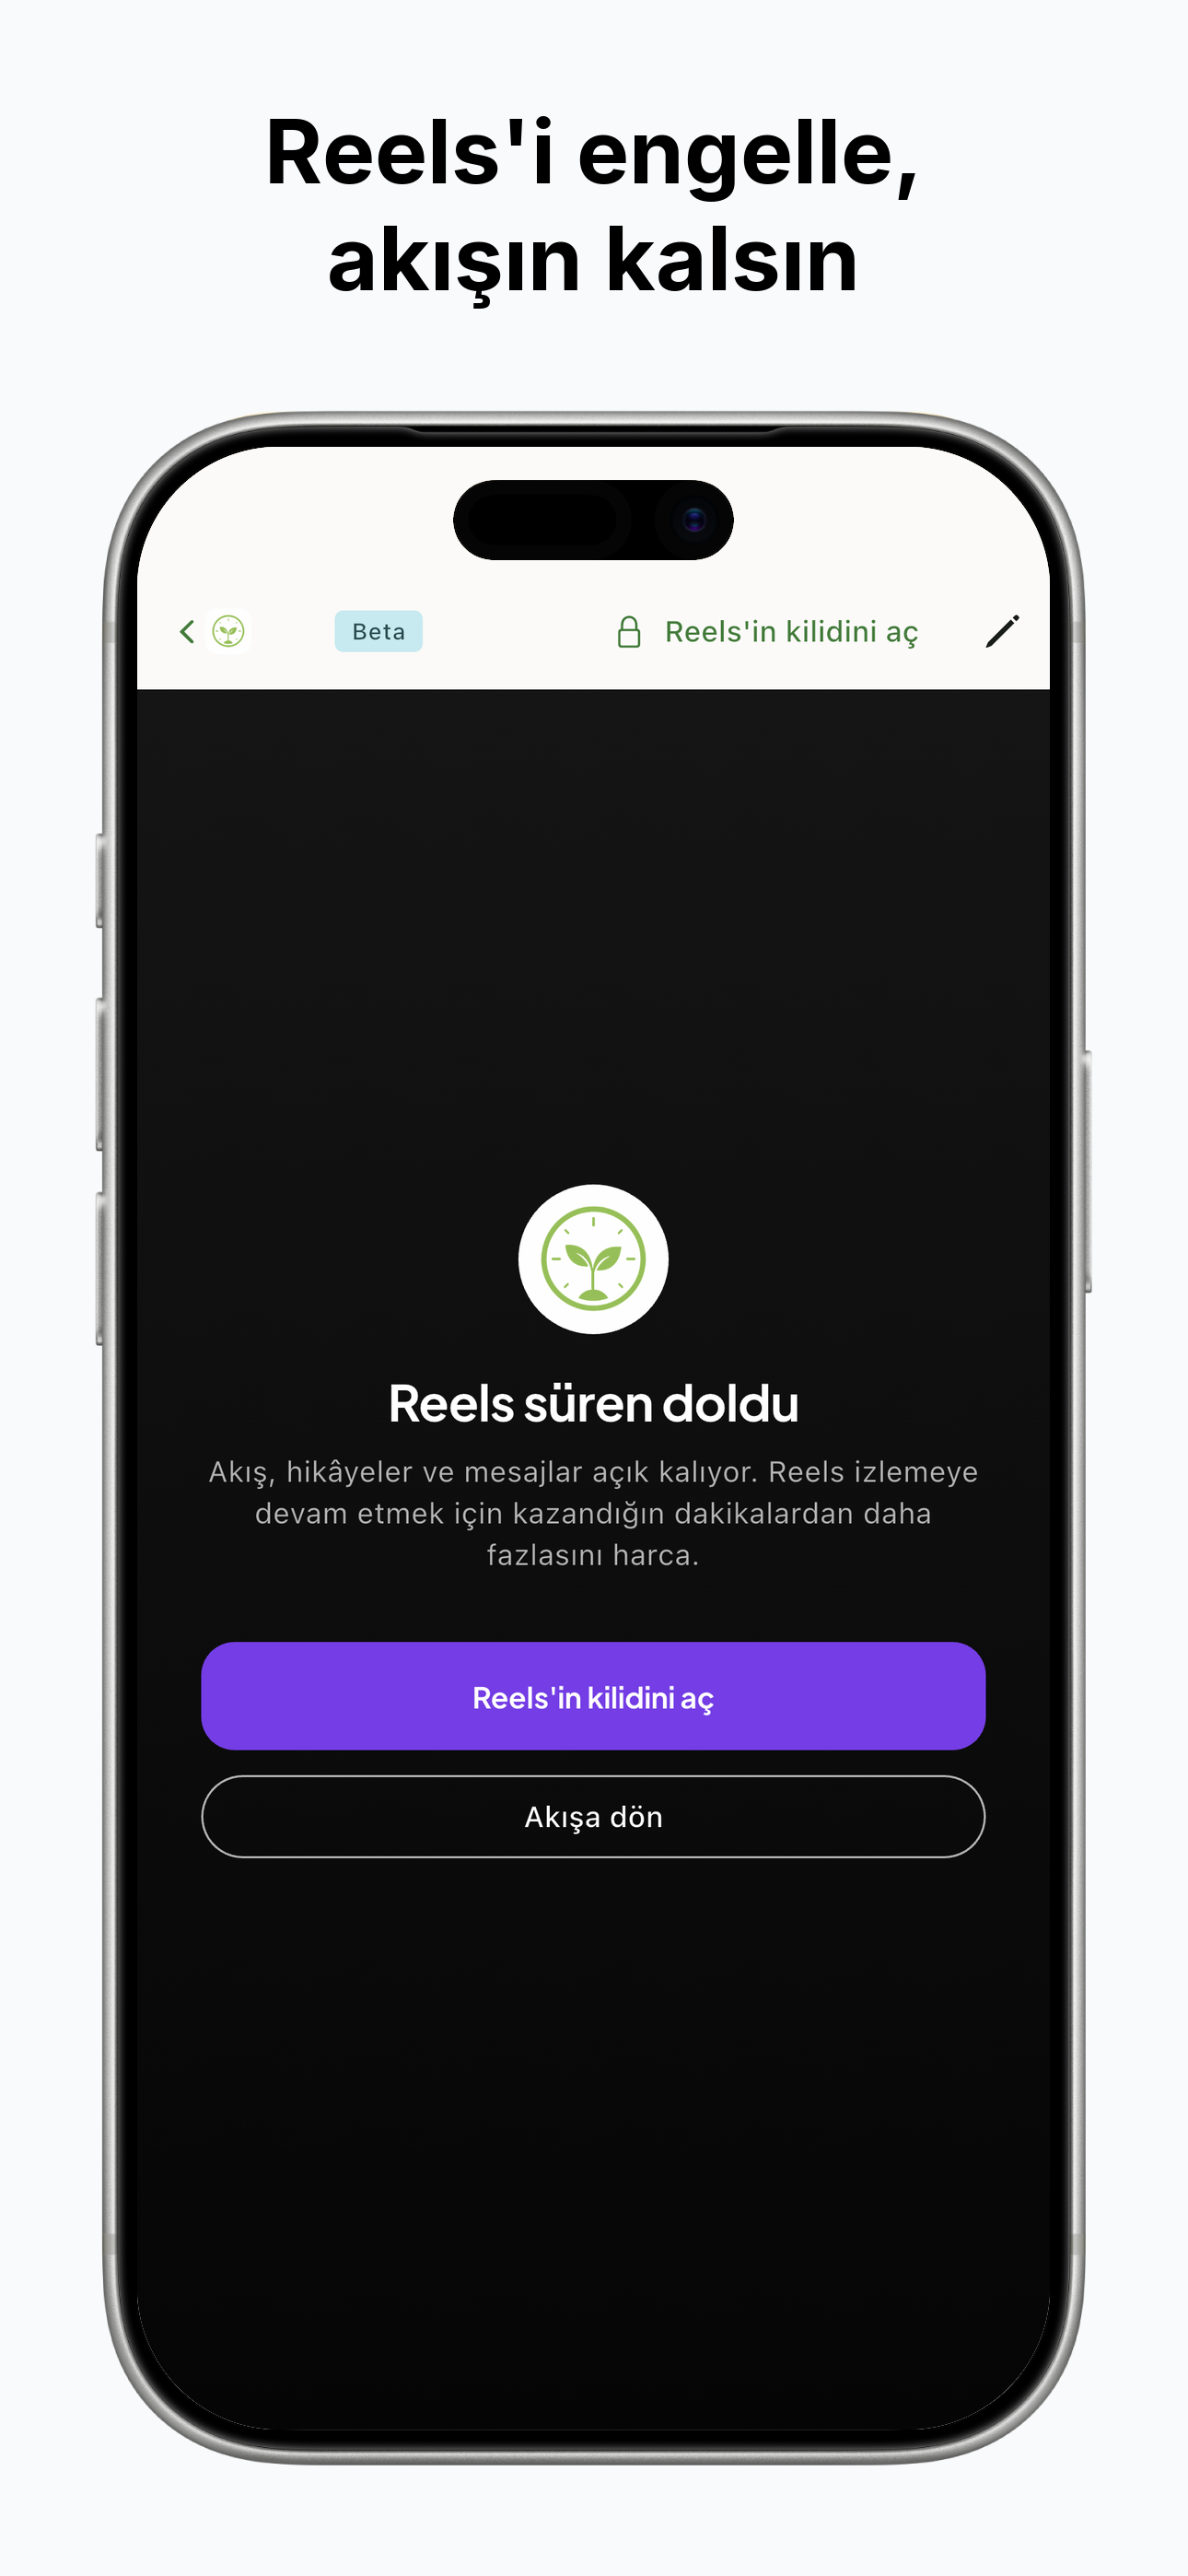 Reels'i engelle,
akışın kalsın
Beta
Reels'in kilidini aç
Reels süren doldu
Akış, hikâyeler ve mesajlar açık kalıyor. Reels izlemeye
devam etmek için kazandığın dakikalardan daha
fazlasını harca.
Reels'in kilidini aç
Akışa dön